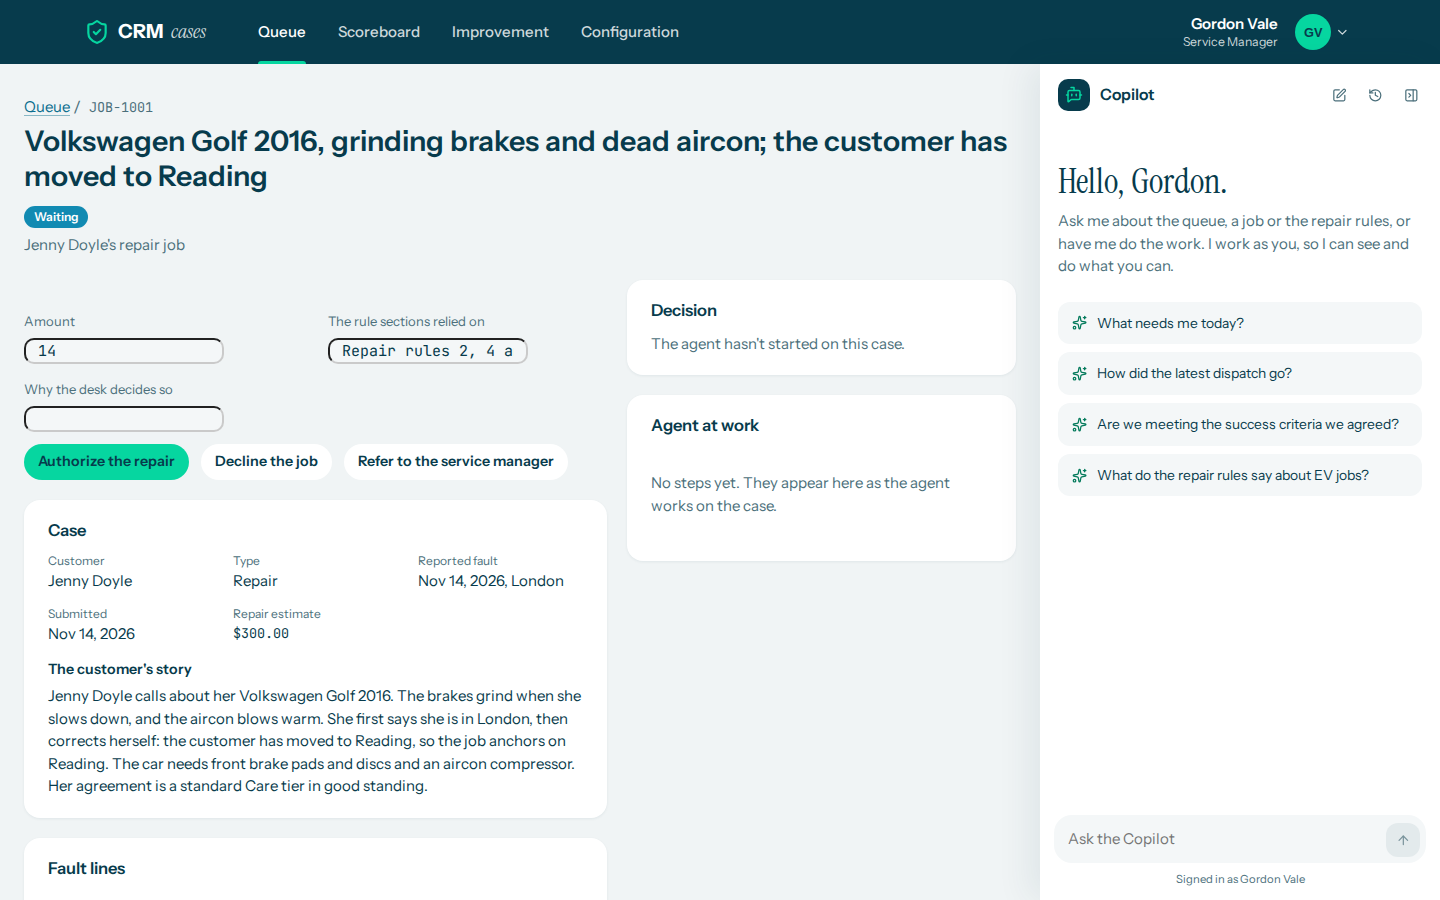 CRM cases
Queue
Scoreboard
Improvement
Configuration
Gordon Vale
Service Manager
GV
Queue / JOB-1001
Volkswagen Golf 2016, grinding brakes and dead aircon; the customer has
moved to Reading
Waiting
Jenny Doyle's repair job
Amount
14
The rule sections relied on
Repair rules 2, 4 a
Why the desk decides so
Authorize the repair
Decline the job
Refer to the service manager
Case
Customer
Jenny Doyle
Type
Repair
Reported fault
Nov 14, 2026, London
Submitted
Nov 14, 2026
Repair estimate
$300.00
The customer's story
Jenny Doyle calls about her Volkswagen Golf 2016. The brakes grind when she
slows down, and the aircon blows warm. She first says she is in London, then
corrects herself: the customer has moved to Reading, so the job anchors on
Reading. The car needs front brake pads and discs and an aircon compressor.
Her agreement is a standard Care tier in good standing.
Fault lines
Decision
The agent hasn't started on this case.
Agent at work
No steps yet. They appear here as the agent
works on the case.
Copilot
Hello, Gordon.
Ask me about the queue, a job or the repair rules, or
have me do the work. I work as you, so I can see and
do what you can.
What needs me today?
How did the latest dispatch go?
Are we meeting the success criteria we agreed?
What do the repair rules say about EV jobs?
Ask the Copilot
Signed in as Gordon Vale